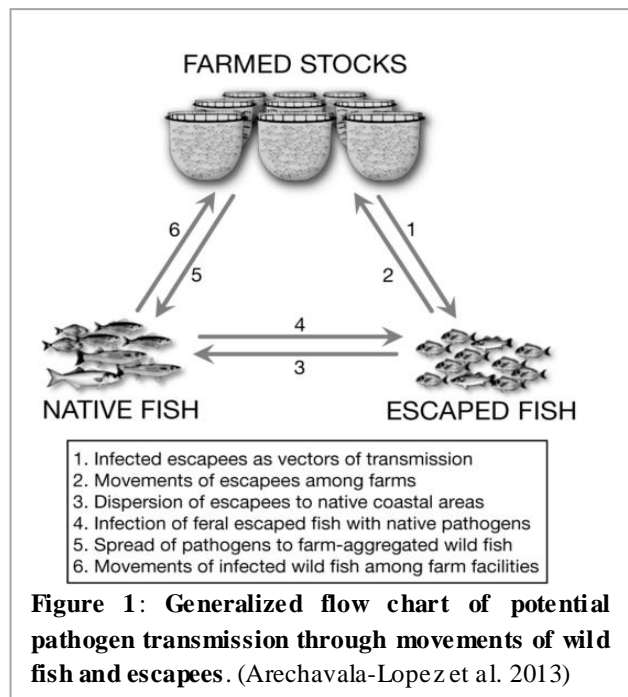 FARMED STOCKS
6
5
1
2
4
3
NATIVE FISH
ESCAPED FISH
1. Infected escapees as vectors of transmission
2. Movements of escapees among farms
3. Dispersion of escapees to native coastal areas
4. Infection of feral escaped fish with native pathogens
5. Spread of pathogens to farm-aggregated wild fish
6. Movements of infected wild fish among farm facilities
Figure 1: Generalized flow chart of potential
pathogen transmission through movements of wild
fish and escapees. (Arechavala-Lopez et al. 2013)